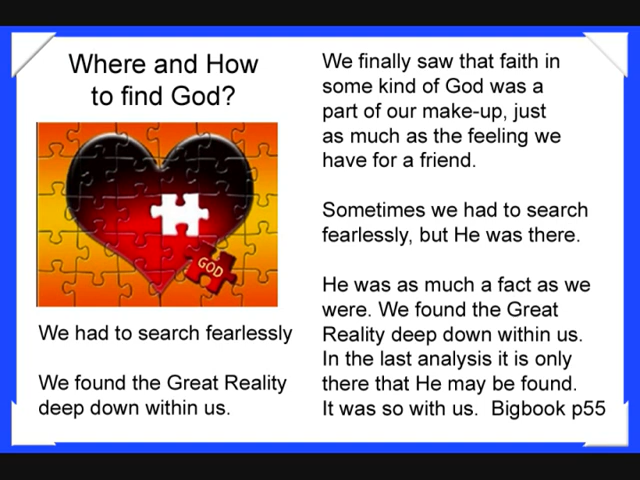 Where and How
to find God?
GOD
We had to search fearlessly
We found the Great Reality
deep down within us.
We finally saw that faith in
some kind of God was a
part of our make-up, just
as much as the feeling we
have for a friend.
Sometimes we had to search
fearlessly, but He was there.
He was as much a fact as we
were. We found the Great
Reality deep down within us.
In the last analysis it is only
there that He may be found.
It was so with us.  Bigbook p55